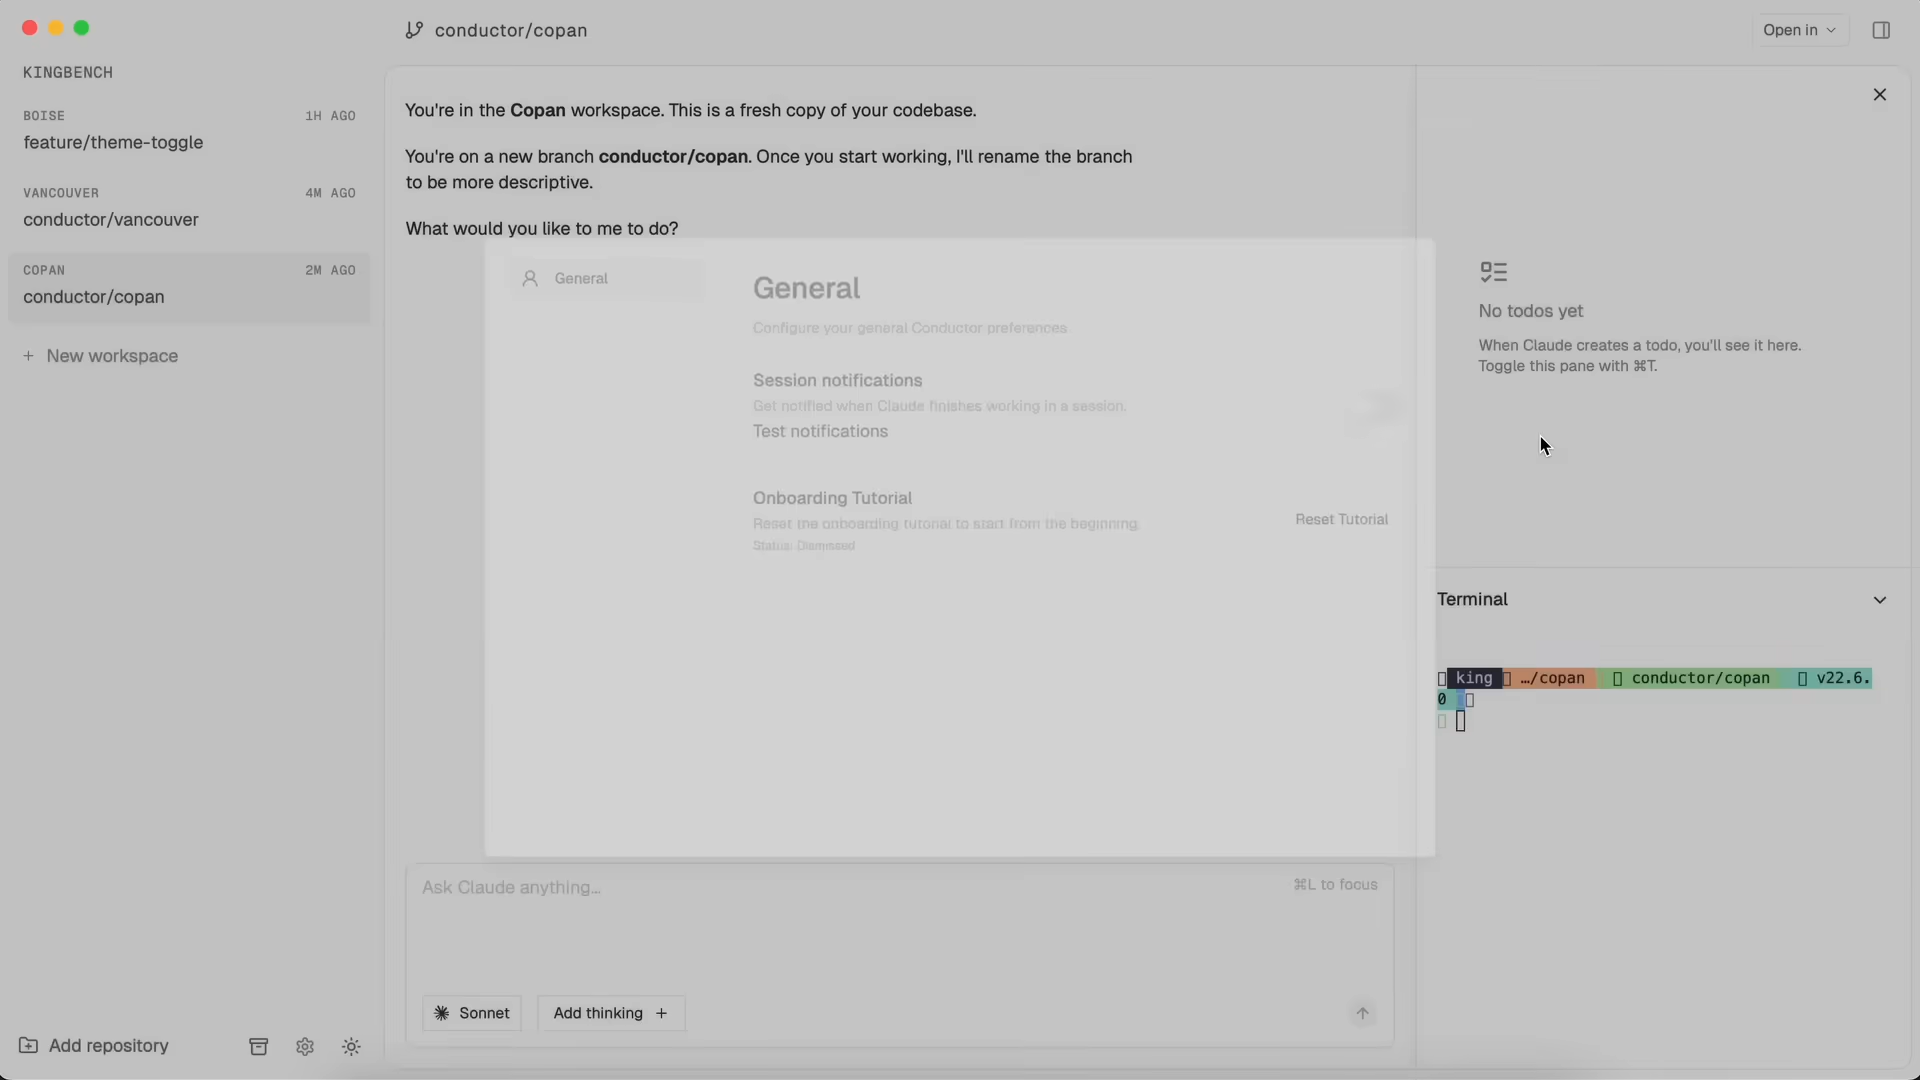 conductor/copan
Open in
KINGBENCH
BOISE 1H AGO
feature/theme-toggle
VANCOUVER 4M AGO
conductor/vancouver
COPAN 2M AGO
conductor/copan
+ New workspace
You're in the Copan workspace. This is a fresh copy of your codebase.
You're on a new branch conductor/copan. Once you start working, I'll rename the branch
to be more descriptive.
What would you like to me to do?
General
General
Configure your general Conductor preferences
Session notifications
Get notified when Claude finishes working in a session.
Test notifications
Onboarding Tutorial
Reset the onboarding tutorial to start from the beginning.
Status: Dismissed
Reset Tutorial
No todos yet
When Claude creates a todo, you'll see it here.
Toggle this pane with ⌘T.
Terminal
king …/copan conductor/copan v22.6.
0
Ask Claude anything...
⌘L to focus
Sonnet
Add thinking +
Add repository